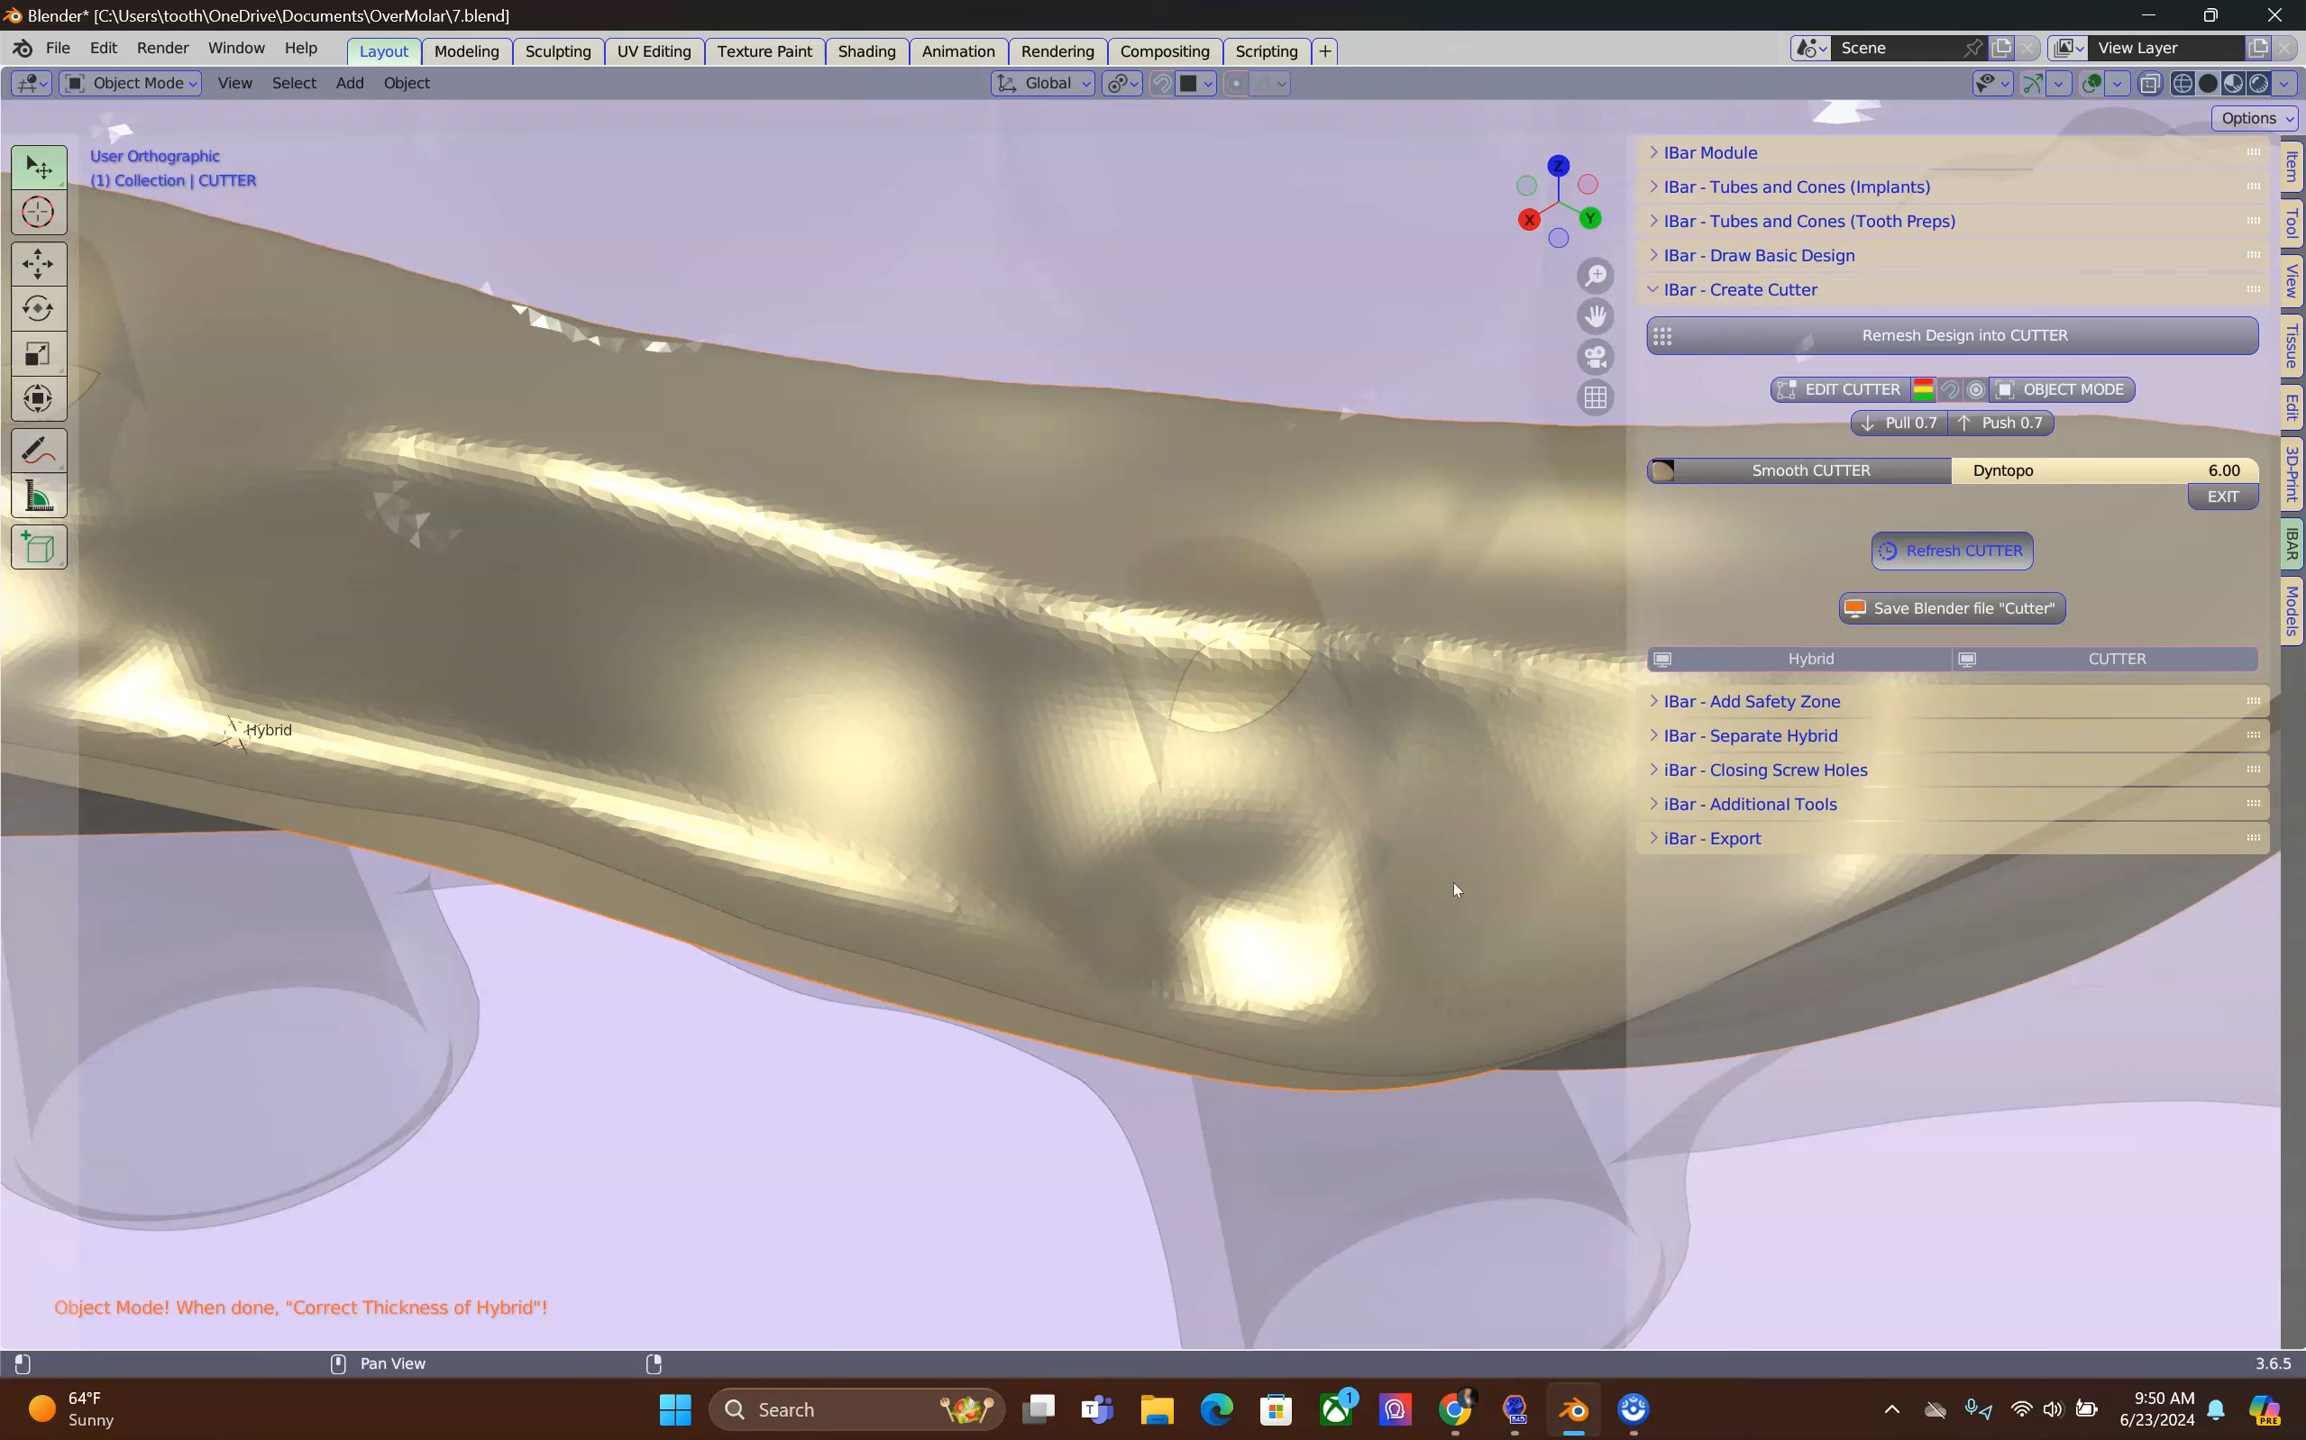 Blender* [C:\Users\tooth\OneDrive\Documents\OverMolar\7.blend]
File Edit Render Window Help Layout Modeling Sculpting UV Editing Texture Paint Shading Animation Rendering Compositing Scripting + Scene View Layer
Object Mode View Select Add Object Global
Options
User Orthographic
(1) Collection | CUTTER
Z
X
Y
IBar Module
IBar - Tubes and Cones (Implants)
IBar - Tubes and Cones (Tooth Preps)
IBar - Draw Basic Design
IBar - Create Cutter
Remesh Design into CUTTER
EDIT CUTTER OBJECT MODE
Pull 0.7 Push 0.7
Smooth CUTTER Dyntopo 6.00
EXIT
Refresh CUTTER
Save Blender file "Cutter"
Hybrid CUTTER
IBar - Add Safety Zone
IBar - Separate Hybrid
iBar - Closing Screw Holes
iBar - Additional Tools
iBar - Export
Item
Tool
View
Tissue
Edit
3D-Print
IBAR
Models
Hybrid
Object Mode! When done, "Correct Thickness of Hybrid"!
Pan View 3.6.5
64°F
Sunny
Search
1
9:50 AM
6/23/2024
PRE